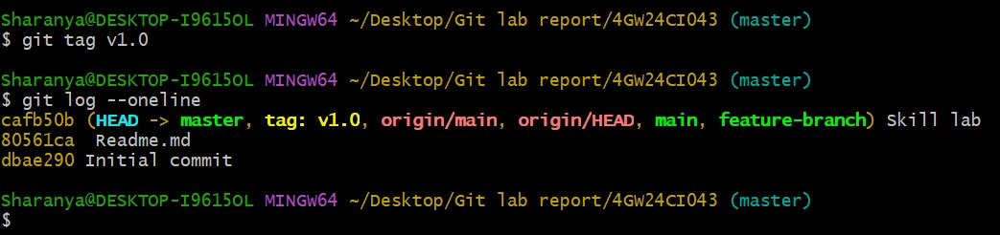 Sharanya@DESKTOP-I9615OL MINGW64 ~/Desktop/Git lab report/4GW24CI043 (master)
$ git tag v1.0
Sharanya@DESKTOP-I9615OL MINGW64 ~/Desktop/Git lab report/4GW24CI043 (master)
$ git log --oneline
cafb50b (HEAD -> master, tag: v1.0, origin/main, origin/HEAD, main, feature-branch) Skill lab
80561ca  Readme.md
dbae290 Initial commit
Sharanya@DESKTOP-I9615OL MINGW64 ~/Desktop/Git lab report/4GW24CI043 (master)
$